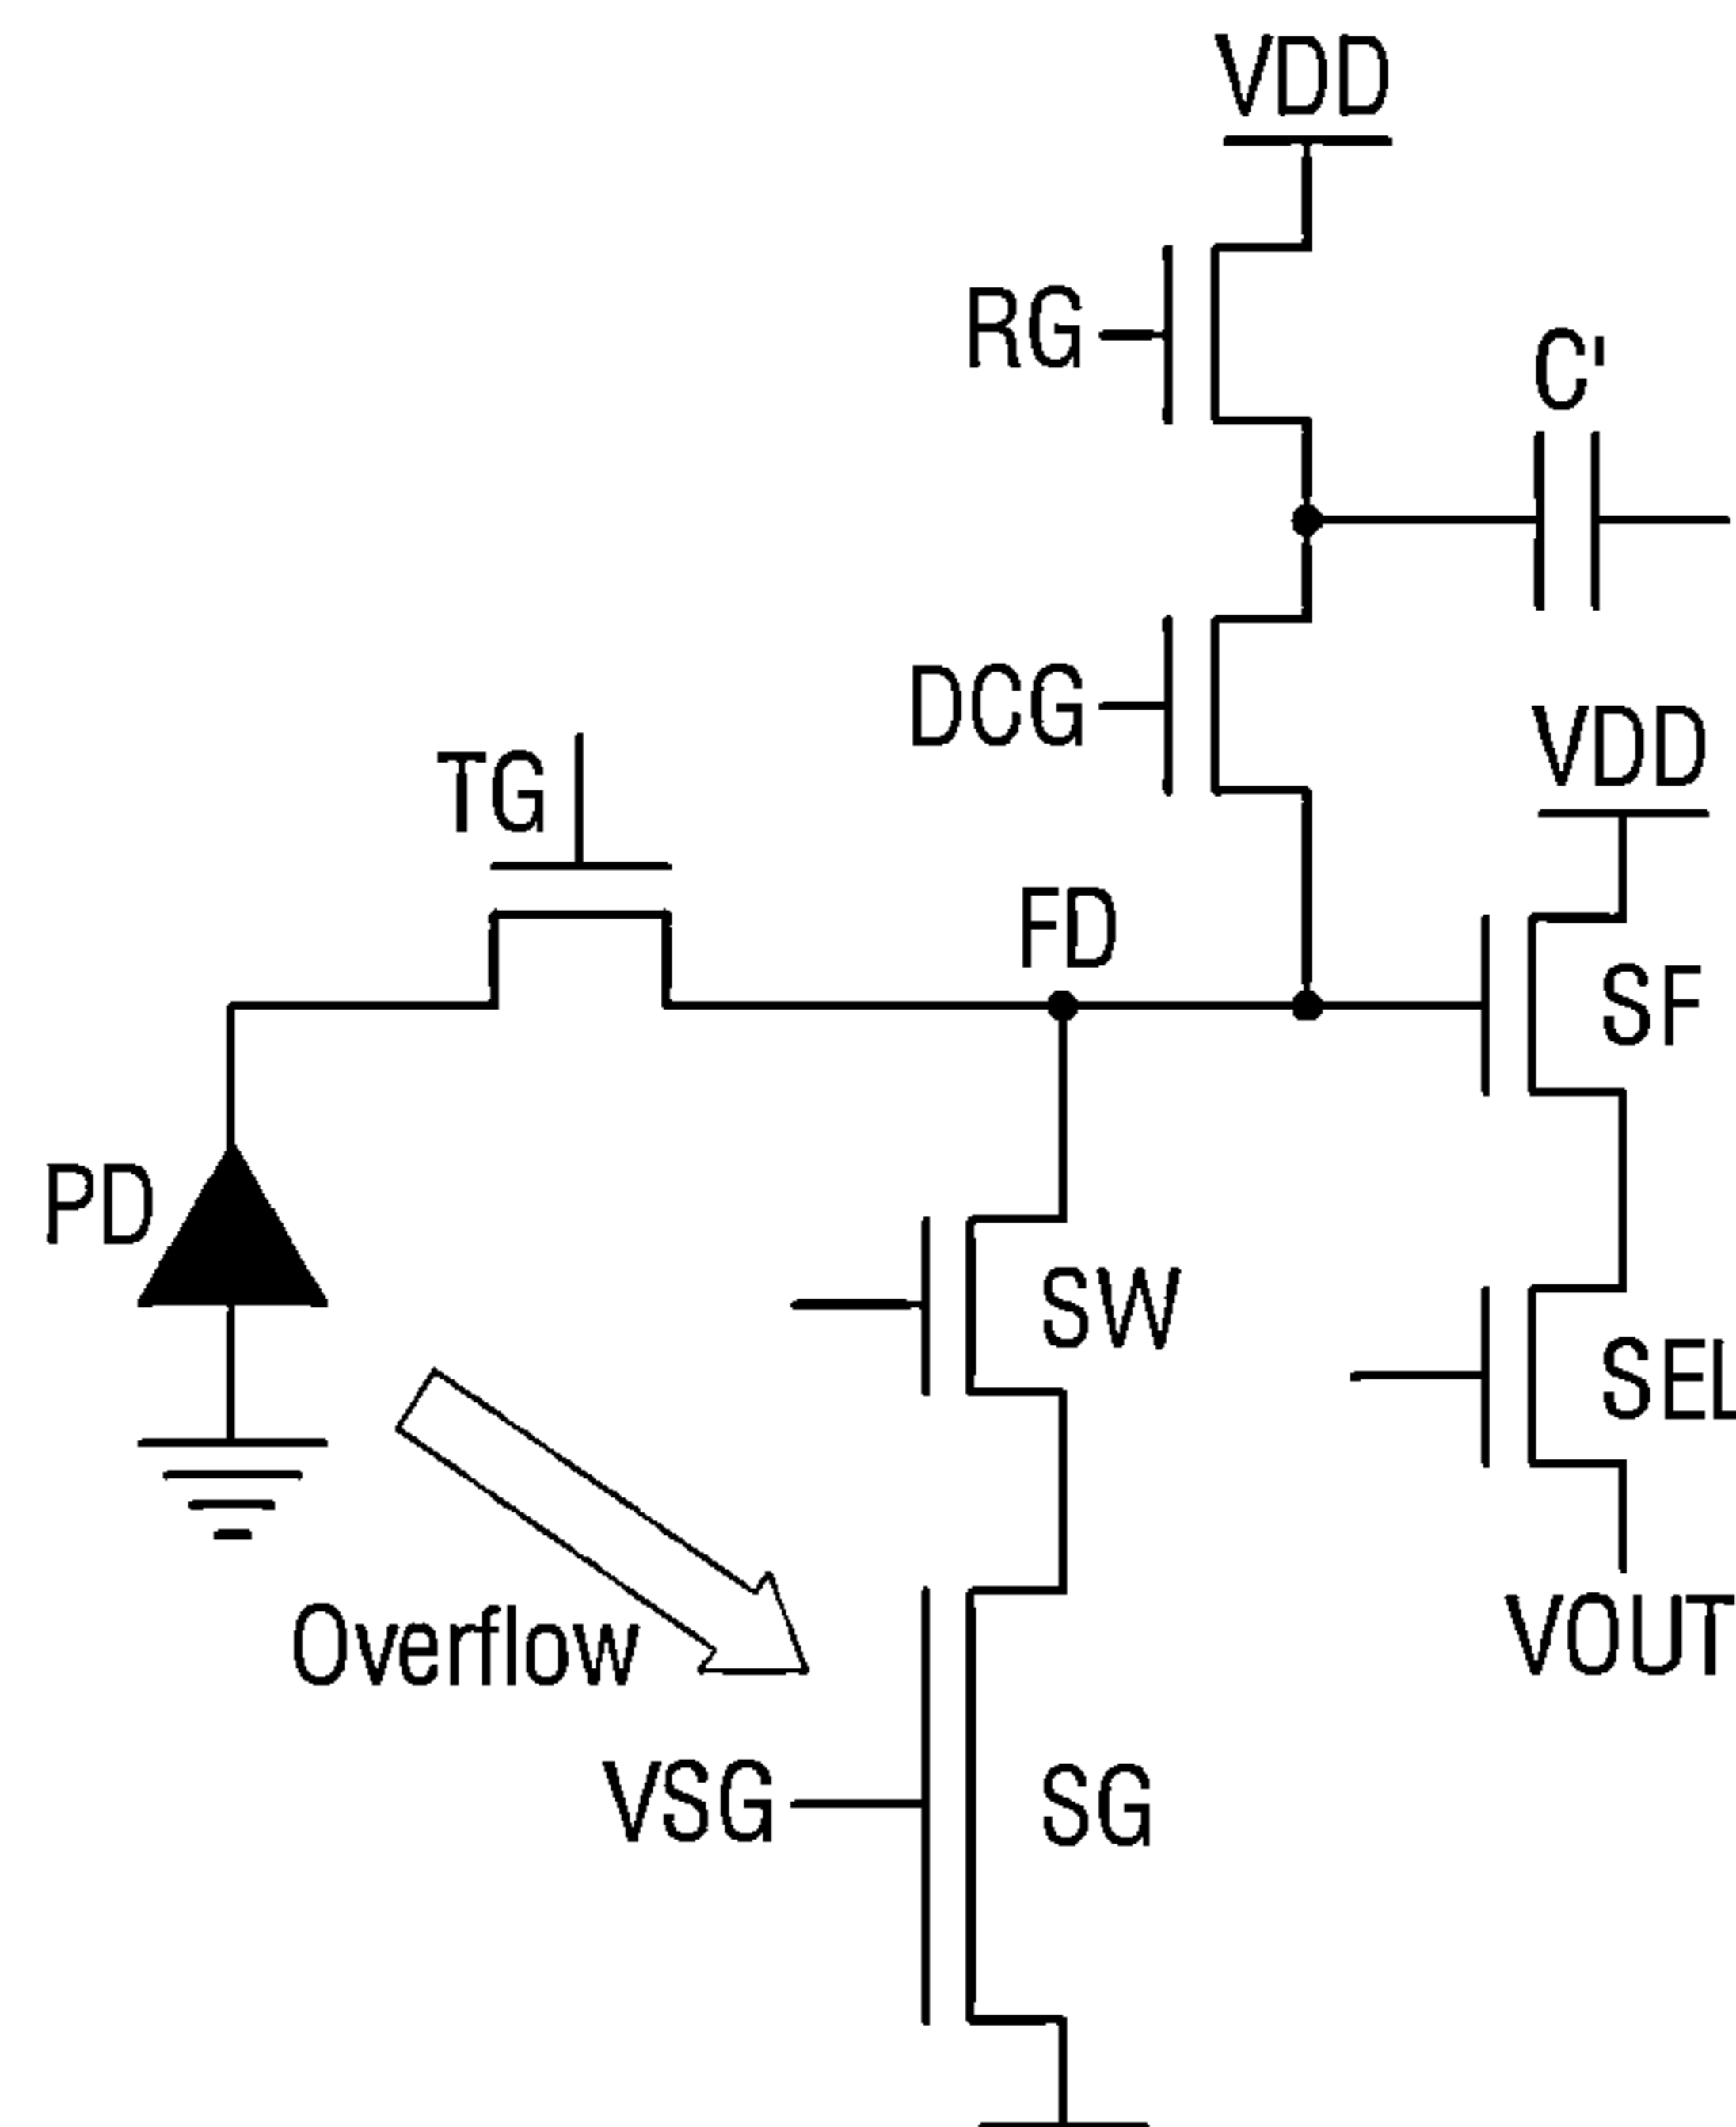 VDD
RG
C'
DCG
VDD
TG
FD
SF
PD
SW
SEL
Overflow
VOUT
VSG
SG